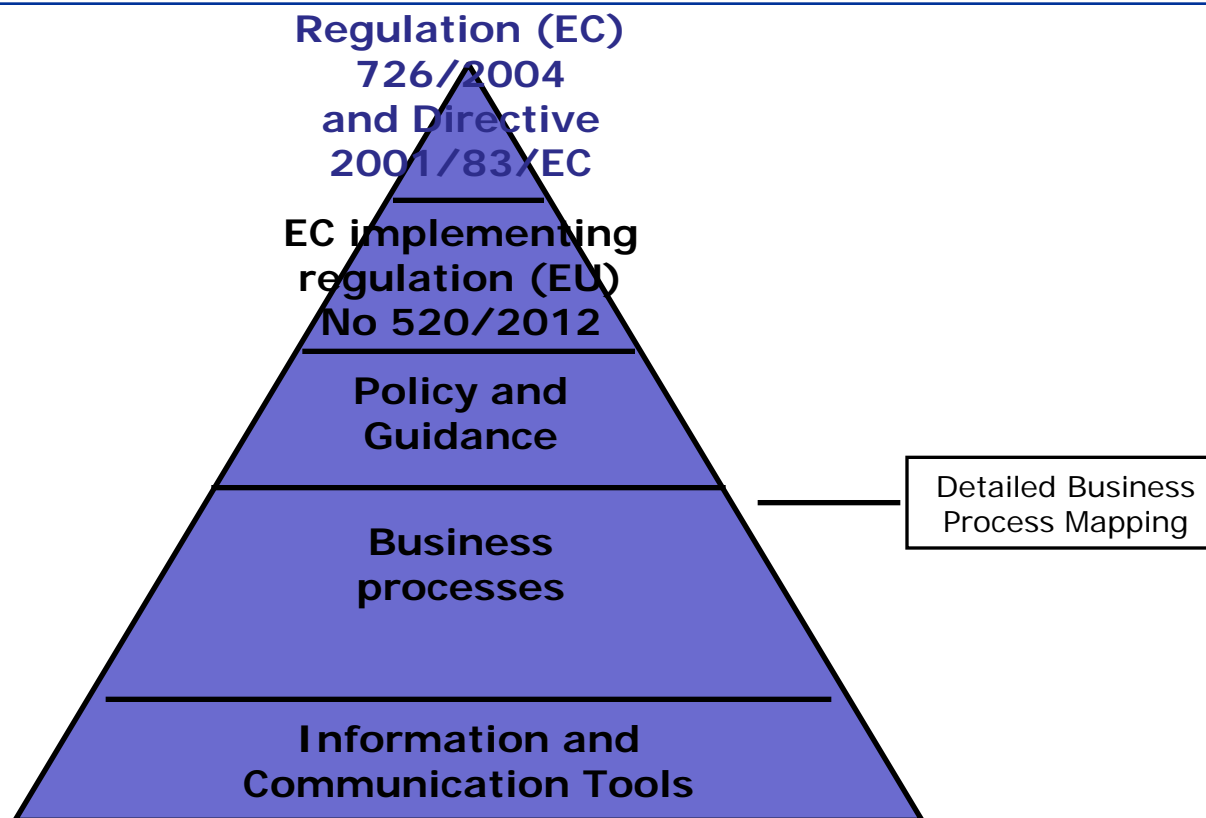 Regulation (EC)
726/2004
and Directive
2001/83/EC
EC implementing
regulation (EU)
No 520/2012
Policy and
Guidance
Detailed Business
Process Mapping
Business
processes
Information and
Communication Tools